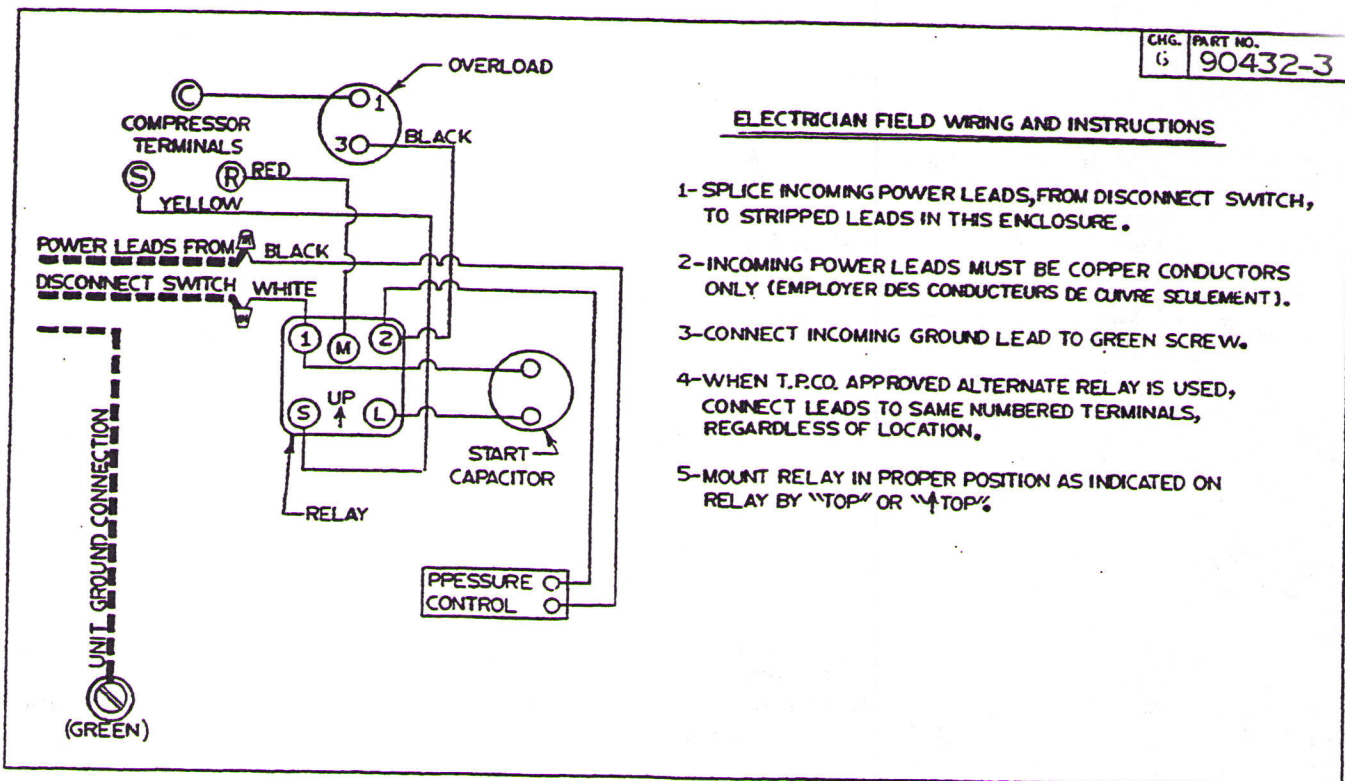 CHG. PART NO.
G 90432-3
OVERLOAD
C
1
COMPRESSOR
TERMINALS
3
BLACK
S
R
RED
YELLOW
POWER LEADS FROM
BLACK
DISCONNECT SWITCH
WHITE
1
M
2
S
UP
L
START
CAPACITOR
RELAY
PPESSURE
CONTROL
UNIT GROUND CONNECTION
(GREEN)
ELECTRICIAN FIELD WIRING AND INSTRUCTIONS
1-SPLICE INCOMING POWER LEADS, FROM DISCONNECT SWITCH,
TO STRIPPED LEADS IN THIS ENCLOSURE.
2-INCOMING POWER LEADS MUST BE COPPER CONDUCTORS
ONLY (EMPLOYER DES CONDUCTEURS DE CUIVRE SEULEMENT).
3-CONNECT INCOMING GROUND LEAD TO GREEN SCREW.
4-WHEN T.P.CO. APPROVED ALTERNATE RELAY IS USED,
CONNECT LEADS TO SAME NUMBERED TERMINALS,
REGARDLESS OF LOCATION.
5-MOUNT RELAY IN PROPER POSITION AS INDICATED ON
RELAY BY "TOP" OR "↑TOP".